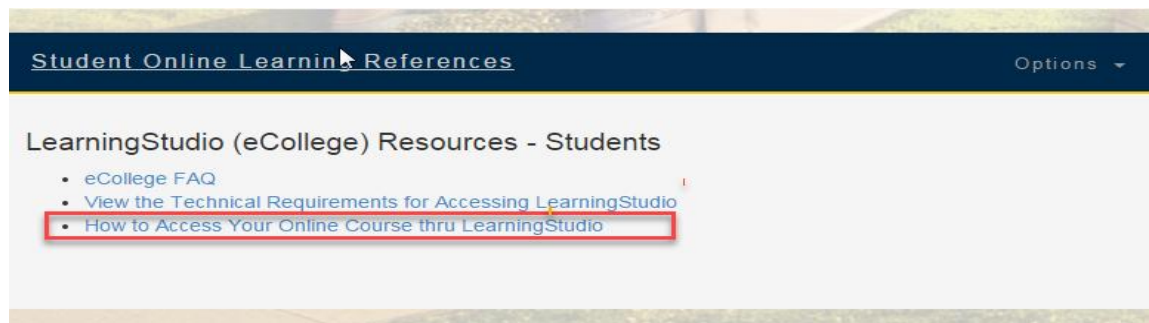 Student Online Learning References
Options
LearningStudio (eCollege) Resources - Students
• eCollege FAQ
• View the Technical Requirements for Accessing LearningStudio
• How to Access Your Online Course thru LearningStudio